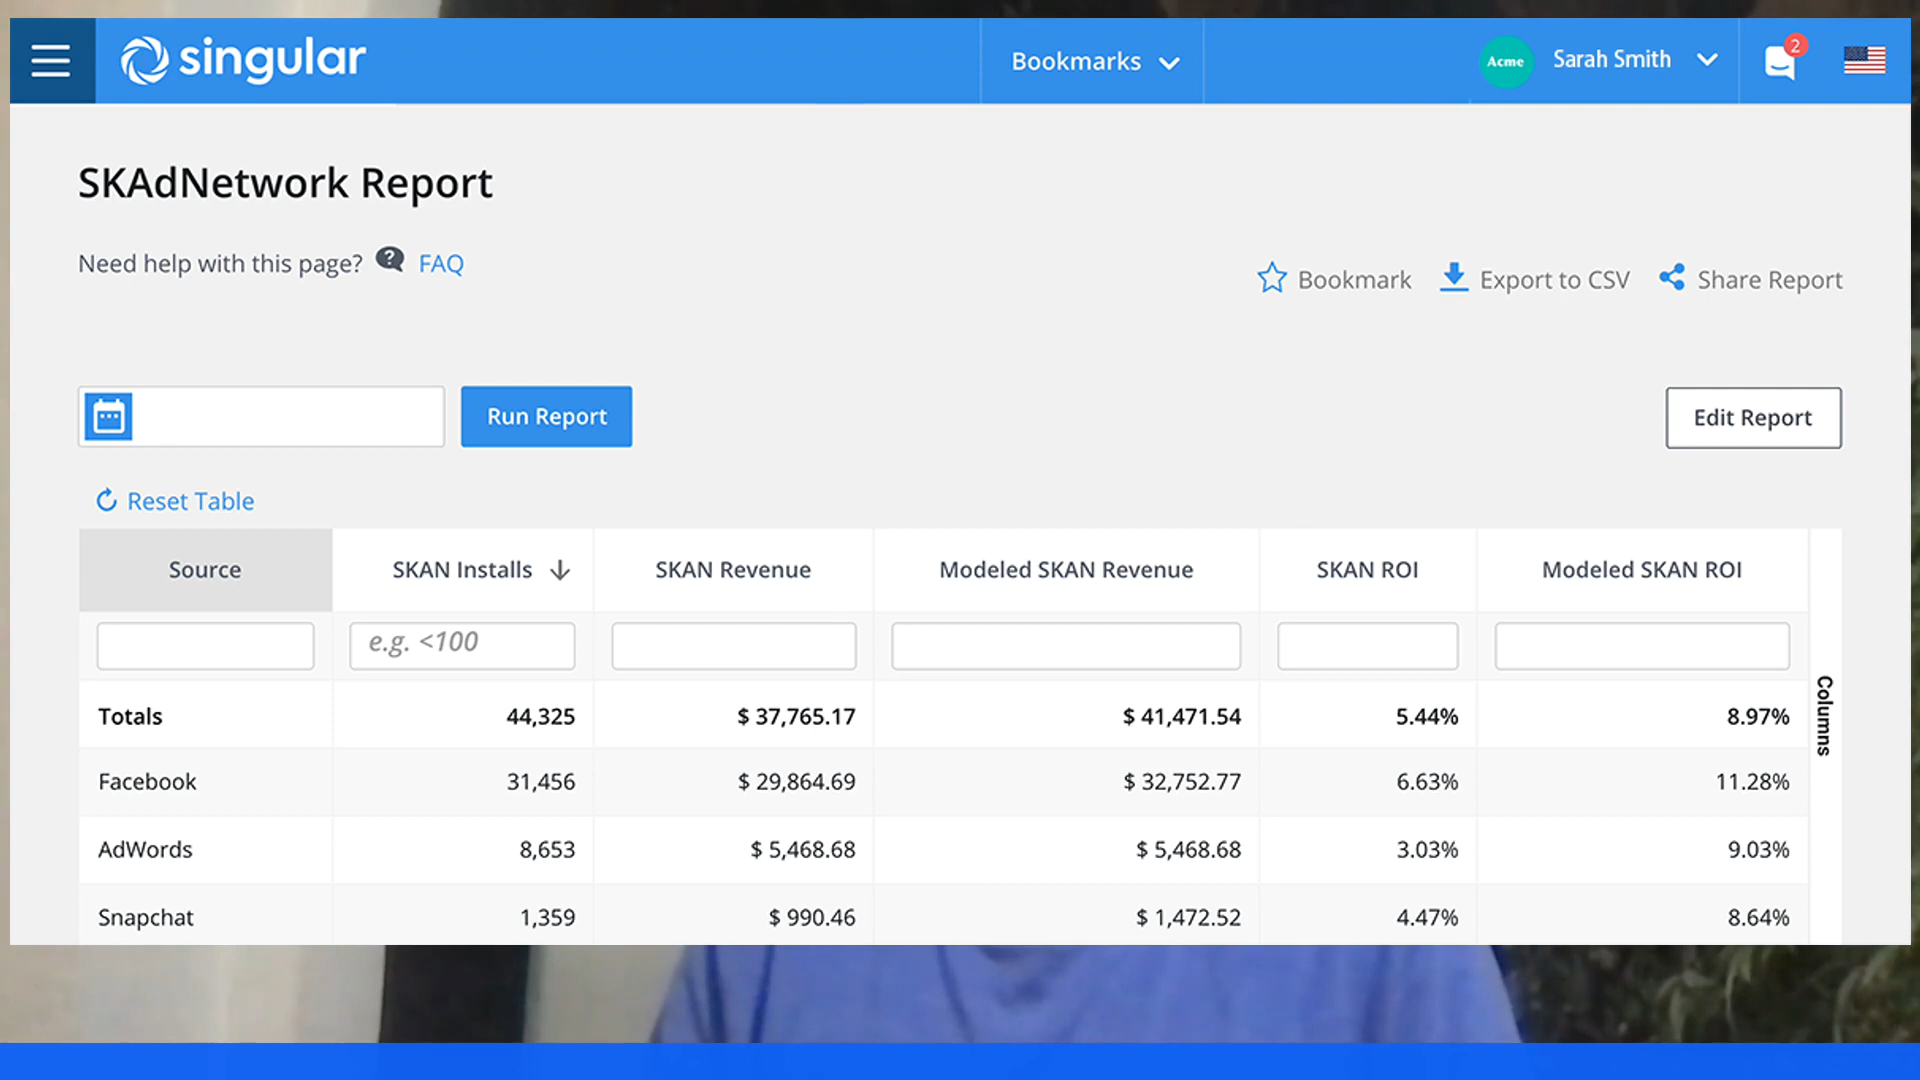 singular
Bookmarks
Acme
Sarah Smith
2
SKAdNetwork Report
Need help with this page? ? FAQ
Bookmark
Export to CSV
Share Report
Run Report
Edit Report
Reset Table
Source SKAN Installs SKAN Revenue Modeled SKAN Revenue SKAN ROI Modeled SKAN ROI
e.g. <100
Columns
Totals 44,325 $ 37,765.17 $ 41,471.54 5.44% 8.97%
Facebook 31,456 $ 29,864.69 $ 32,752.77 6.63% 11.28%
AdWords 8,653 $ 5,468.68 $ 5,468.68 3.03% 9.03%
Snapchat 1,359 $ 990.46 $ 1,472.52 4.47% 8.64%